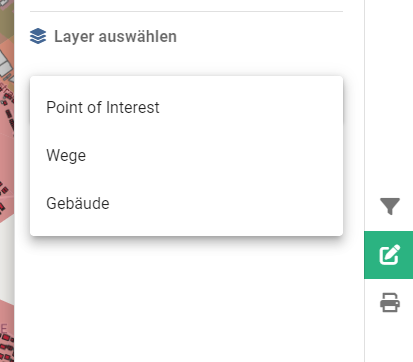 Layer auswählen
Point of Interest
Wege
Gebäude